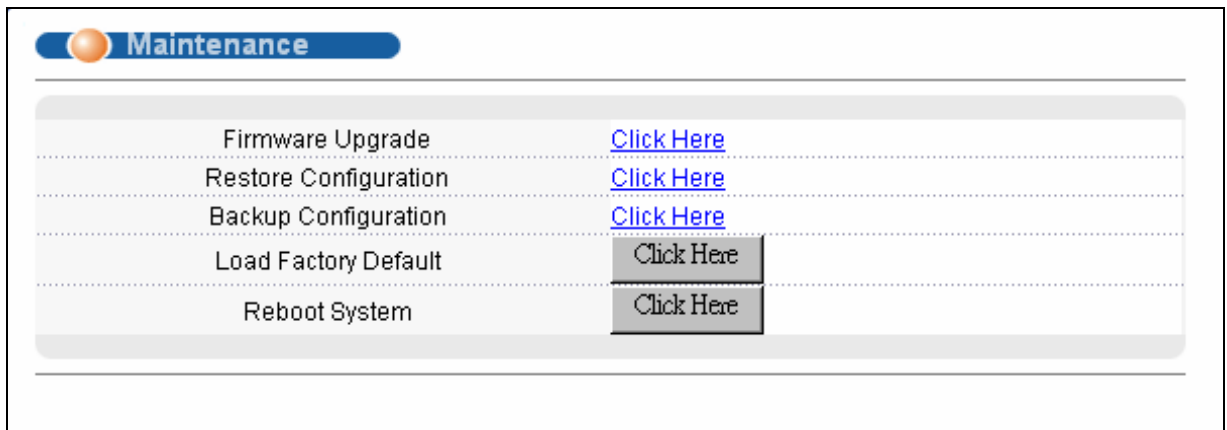 Maintenance
Firmware Upgrade Click Here
Restore Configuration Click Here
Backup Configuration Click Here
Load Factory Default Click Here
Reboot System Click Here